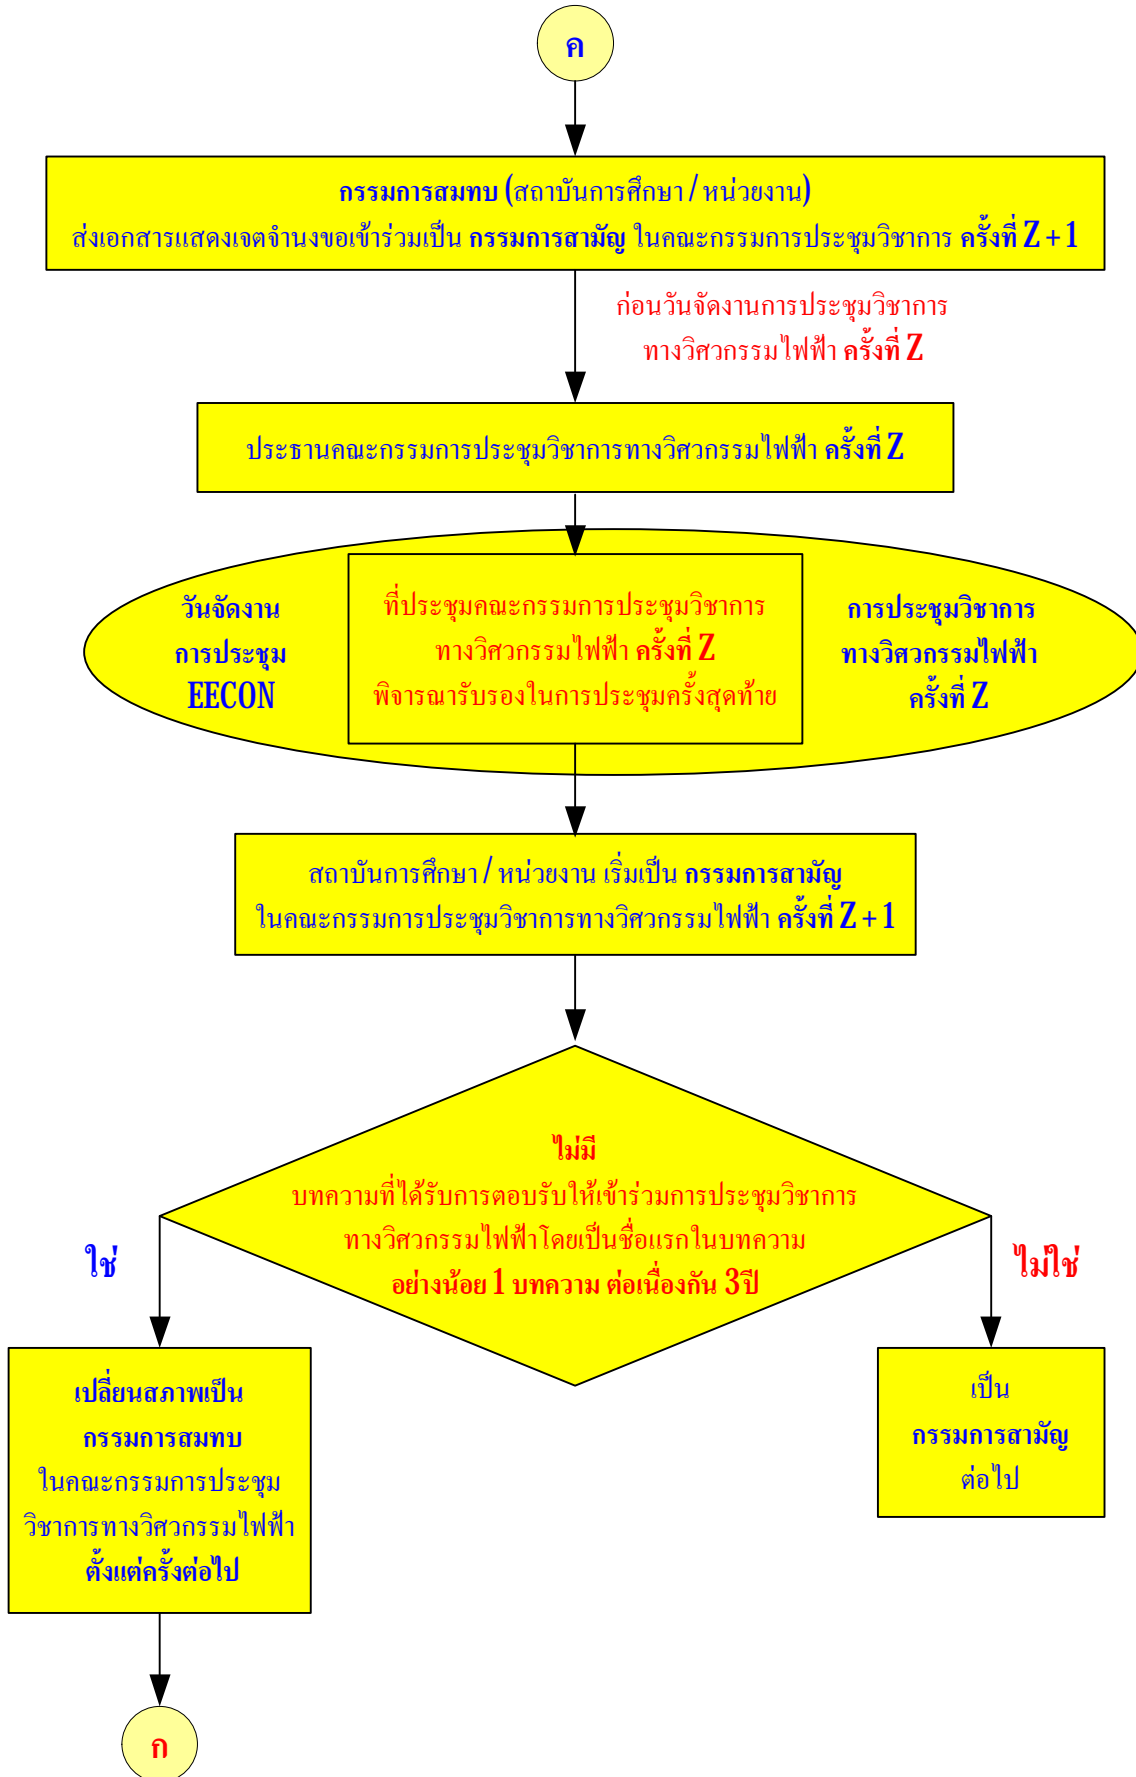 ค
กรรมการสมทบ (สถาบันการศึกษา / หน่วยงาน)
ส่งเอกสารแสดงเจตจำนงขอเข้าร่วมเป็น กรรมการสามัญ ในคณะกรรมการประชุมวิชาการ ครั้งที่ Z + 1
ก่อนวันจัดงานการประชุมวิชาการ
ทางวิศวกรรมไฟฟ้า ครั้งที่ Z
ประธานคณะกรรมการประชุมวิชาการทางวิศวกรรมไฟฟ้า ครั้งที่ Z
วันจัดงาน
การประชุม
EECON
ที่ประชุมคณะกรรมการประชุมวิชาการ
ทางวิศวกรรมไฟฟ้า ครั้งที่ Z
พิจารณารับรองในการประชุมครั้งสุดท้าย
การประชุมวิชาการ
ทางวิศวกรรมไฟฟ้า
ครั้งที่ Z
สถาบันการศึกษา / หน่วยงาน เริ่มเป็น กรรมการสามัญ
ในคณะกรรมการประชุมวิชาการทางวิศวกรรมไฟฟ้า ครั้งที่ Z + 1
ไม่มี
บทความที่ได้รับการตอบรับให้เข้าร่วมการประชุมวิชาการ
ทางวิศวกรรมไฟฟ้าโดยเป็นชื่อแรกในบทความ
อย่างน้อย 1 บทความ ต่อเนื่องกัน 3ปี
ใช่
ไม่ใช่
เปลี่ยนสภาพเป็น
กรรมการสมทบ
ในคณะกรรมการประชุม
วิชาการทางวิศวกรรมไฟฟ้า
ตั้งแต่ครั้งต่อไป
เป็น
กรรมการสามัญ
ต่อไป
ก